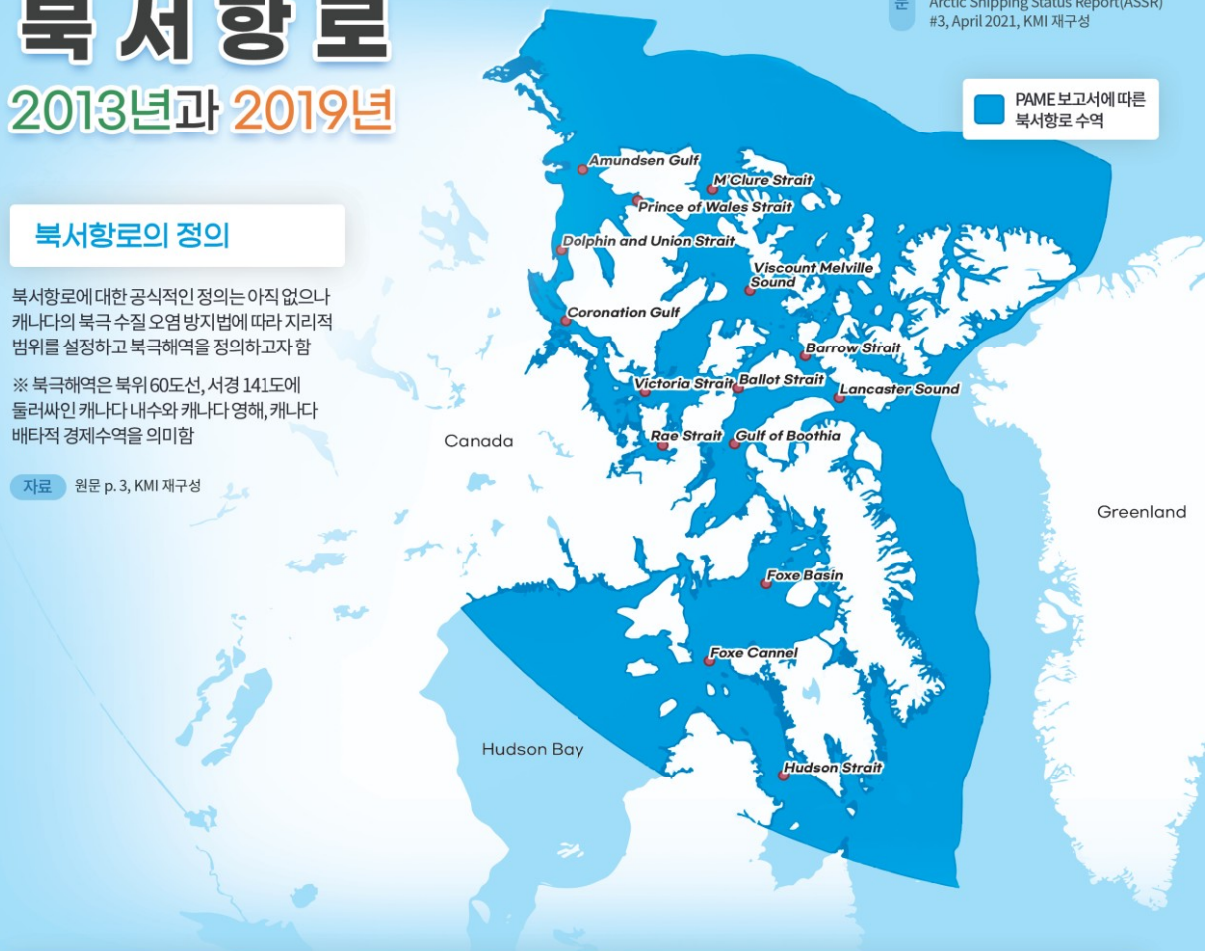 북서항로
2013년과 2019년
문
Arctic Shipping Status Report(ASSR)
#3, April 2021, KMI 재구성
PAME 보고서에 따른
북서항로 수역
북서항로의 정의
북서항로에 대한 공식적인 정의는 아직 없으나
캐나다의 북극 수질 오염 방지법에 따라 지리적
범위를 설정하고 북극해역을 정의하고자 함
※ 북극해역은 북위 60도선, 서경 141도에
둘러싸인 캐나다 내수와 캐나다 영해, 캐나다
배타적 경제수역을 의미함
자료 원문 p. 3, KMI 재구성
Amundsen Gulf
M'Clure Strait
Prince of Wales Strait
Dolphin and Union Strait
Viscount Melville
Sound
Coronation Gulf
Barrow Strait
Victoria Strait
Ballot Strait
Lancaster Sound
Rae Strait
Gulf of Boothia
Canada
Greenland
Foxe Basin
Foxe Cannel
Hudson Bay
Hudson Strait